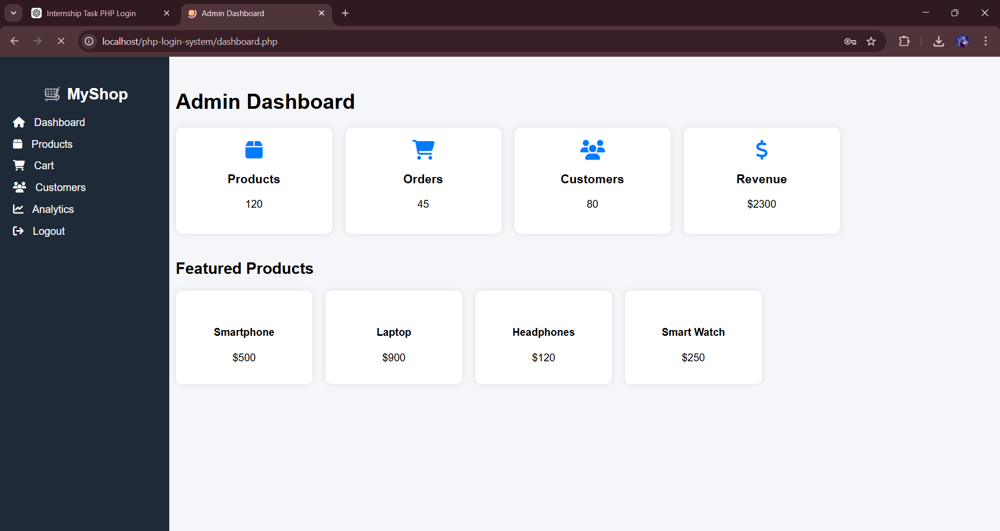 Internship Task PHP Login
Admin Dashboard
localhost/php-login-system/dashboard.php
MyShop
Dashboard
Products
Cart
Customers
Analytics
Logout
Admin Dashboard
Products
120
Orders
45
Customers
80
Revenue
$2300
Featured Products
Smartphone
$500
Laptop
$900
Headphones
$120
Smart Watch
$250